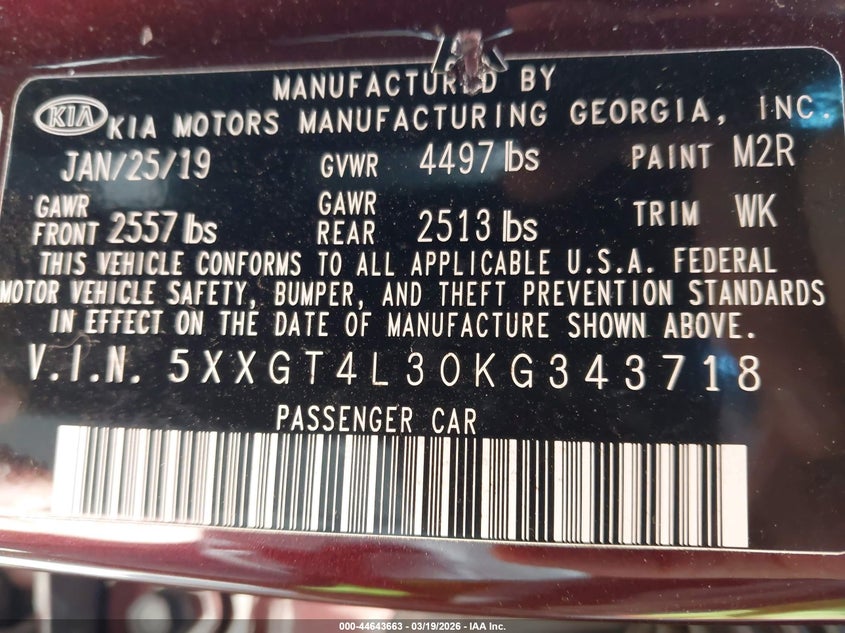 MANUFACTURED BY
KIA KIA MOTORS MANUFACTURING GEORGIA, INC.
JAN/25/19 GVWR 4497 lbs PAINT M2R
GAWR FRONT 2557 lbs GAWR REAR 2513 lbs TRIM WK
THIS VEHICLE CONFORMS TO ALL APPLICABLE U.S.A. FEDERAL
MOTOR VEHICLE SAFETY, BUMPER, AND THEFT PREVENTION STANDARDS
IN EFFECT ON THE DATE OF MANUFACTURE SHOWN ABOVE.
V.I.N. 5XXGT4L30KG343718
PASSENGER CAR
000-44643663 - 03/19/2026 - IAA Inc.